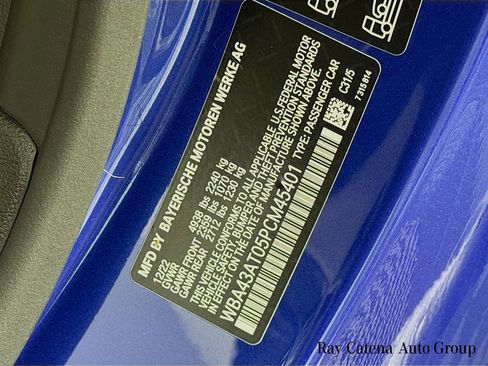 MFD BY BAYERISCHE MOTOREN WERKE AG
12/22
GVWR 4938 lbs 2240 kg
GAWR FRONT 2359 lbs 1070 kg
GAWR REAR 2712 lbs 1230 kg
THIS VEHICLE CONFORMS TO ALL APPLICABLE U.S. FEDERAL MOTOR
VEHICLE SAFETY, BUMPER, AND THEFT PREVENTION
STANDARDS IN EFFECT ON THE DATE OF MANUFACTURE SHOWN ABOVE.
WBA43AT05PCM45401
TYPE: PASSENGER CAR
C31/5
7315814
Ray Catena Auto Group